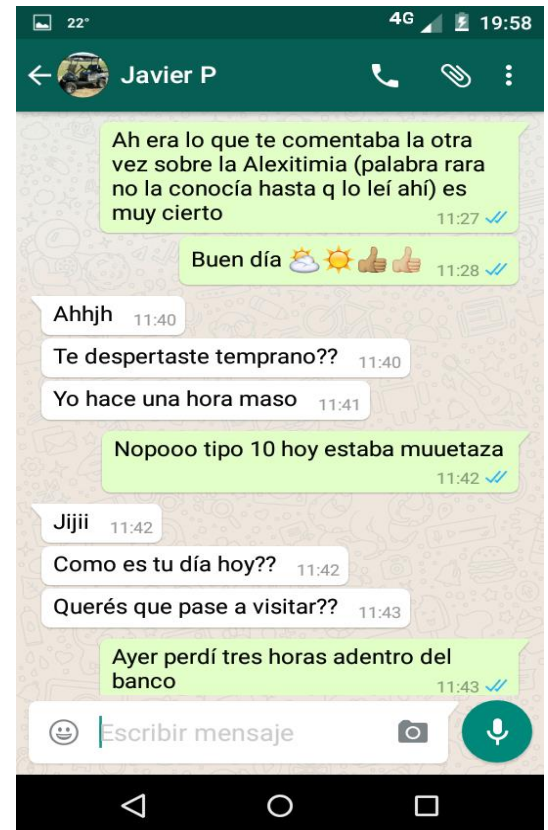 22° 4G 19:58
Javier P
Ah era lo que te comentaba la otra
vez sobre la Alexitimia (palabra rara
no la conocía hasta q lo leí ahí) es
muy cierto 11:27
Buen día 11:28
Ahhjh 11:40
Te despertaste temprano?? 11:40
Yo hace una hora maso 11:41
Nopooo tipo 10 hoy estaba muuetaza
11:42
Jijii 11:42
Como es tu día hoy?? 11:42
Querés que pase a visitar?? 11:43
Ayer perdí tres horas adentro del
banco 11:43
Escribir mensaje